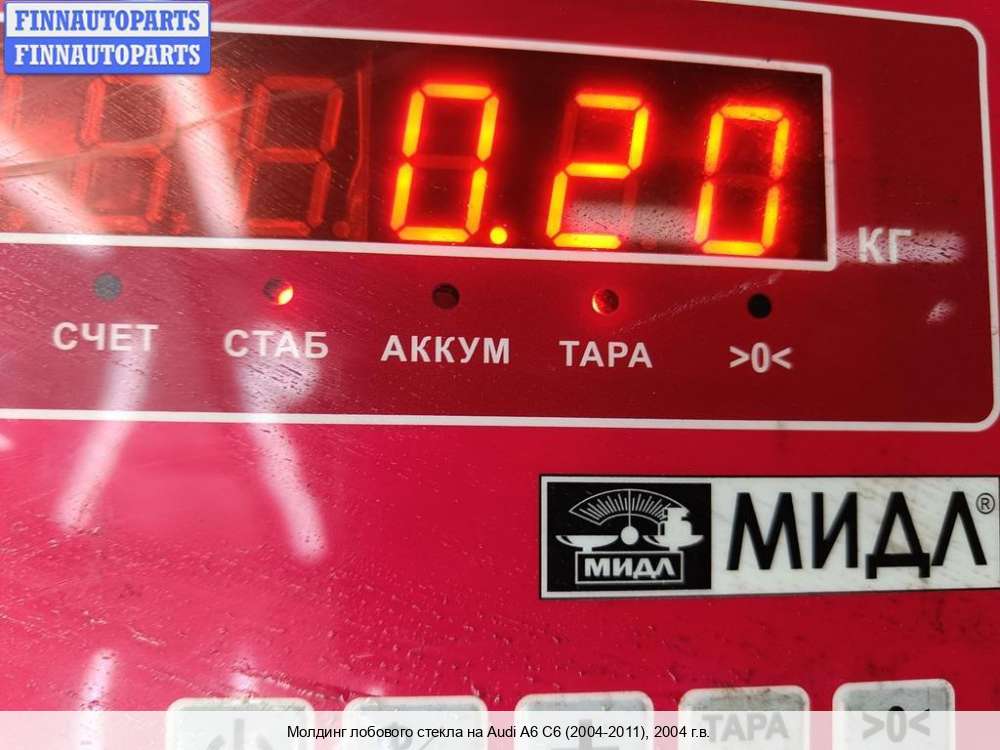 FINNAUTOPARTS
FINNAUTOPARTS
0.20
КГ
СЧЕТ СТАБ АККУМ ТАРА >0<
МИДЛ
МИДЛ®
ТАРА >0<
Молдинг лобового стекла на Audi A6 C6 (2004-2011), 2004 г.в.